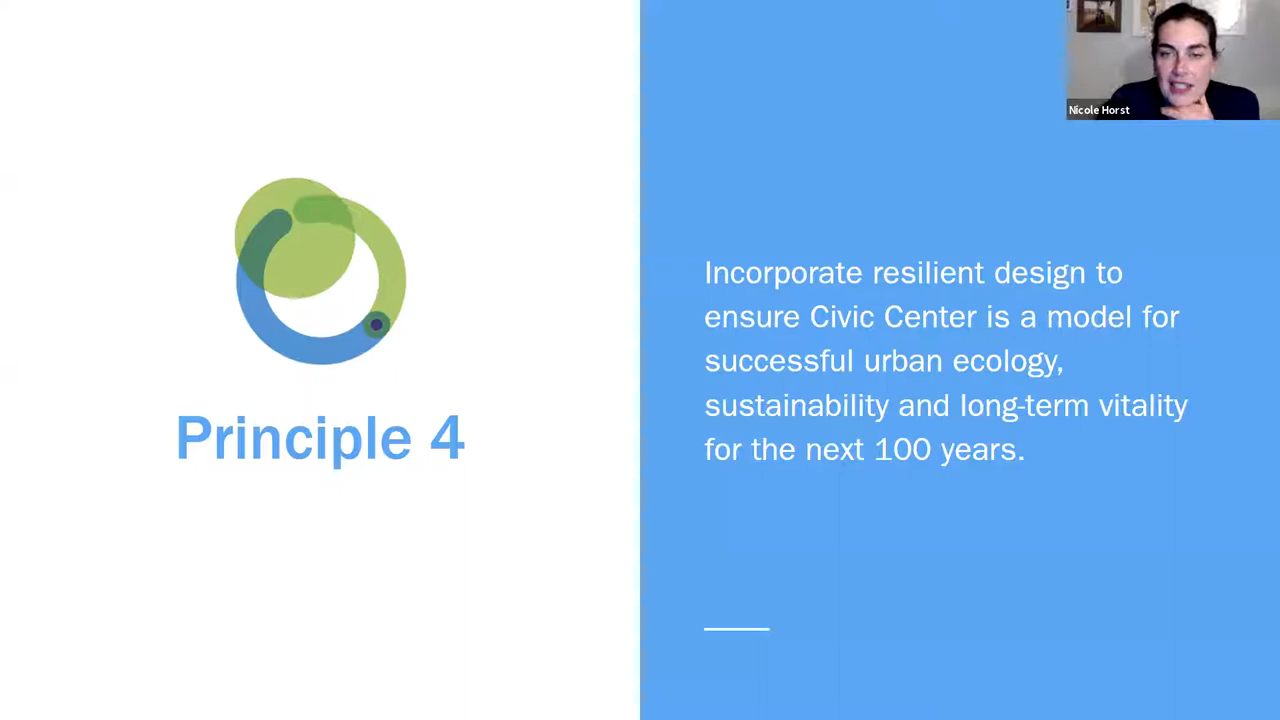 Nicole Horst
Principle 4
Incorporate resilient design to
ensure Civic Center is a model for
successful urban ecology,
sustainability and long-term vitality
for the next 100 years.